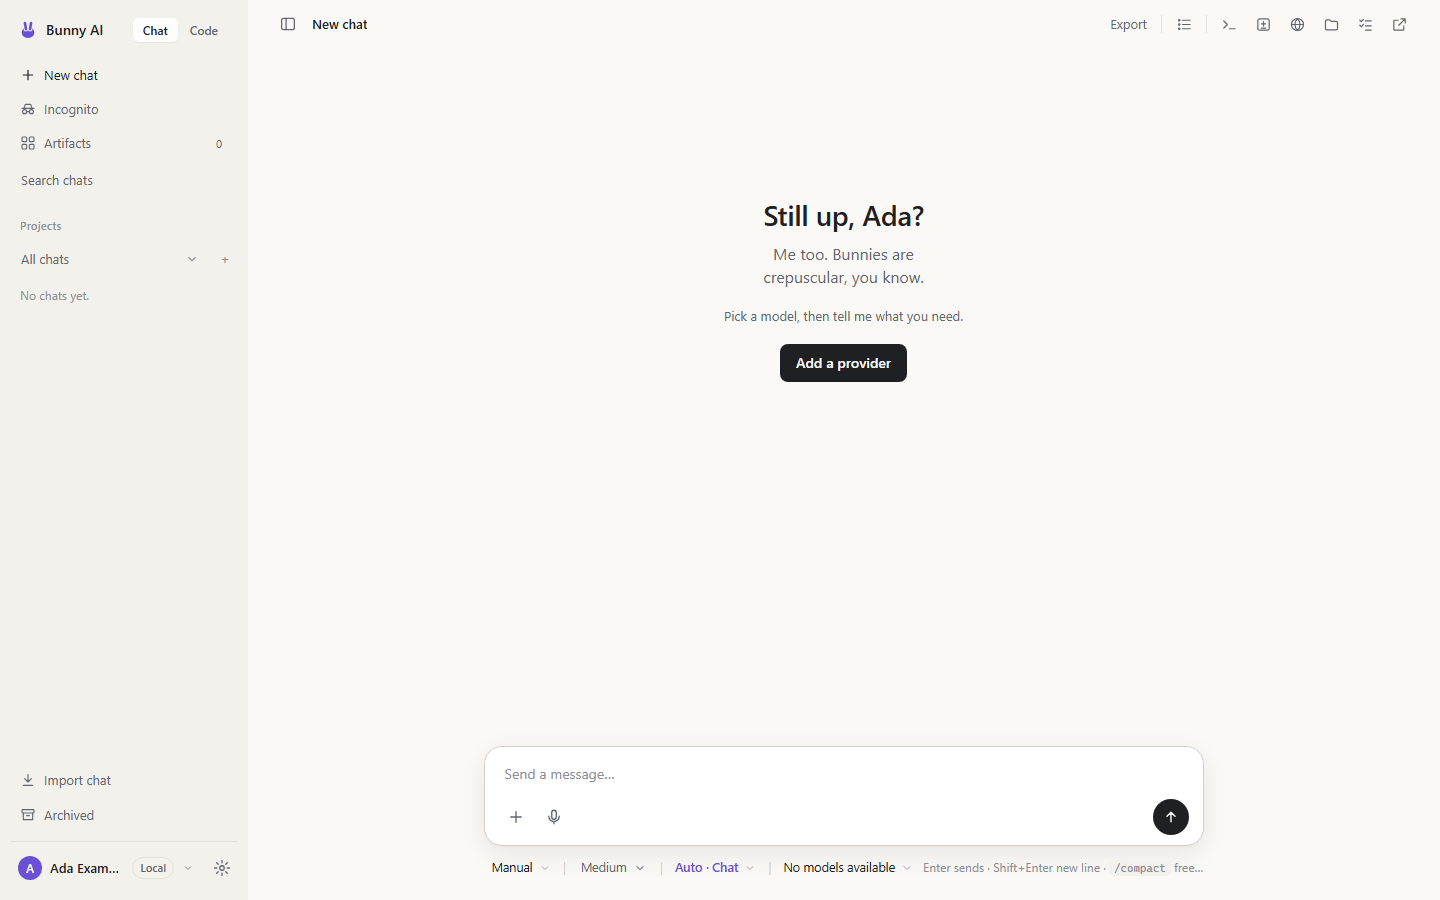 Bunny AI
Chat
Code
New chat
Incognito
Artifacts
0
Search chats
Projects
All chats
+
No chats yet.
Import chat
Archived
A
Ada Exam...
Local
New chat
Export
Still up, Ada?
Me too. Bunnies are
crepuscular, you know.
Pick a model, then tell me what you need.
Add a provider
Send a message...
Manual
Medium
Auto · Chat
No models available
Enter sends · Shift+Enter new line · /compact free...